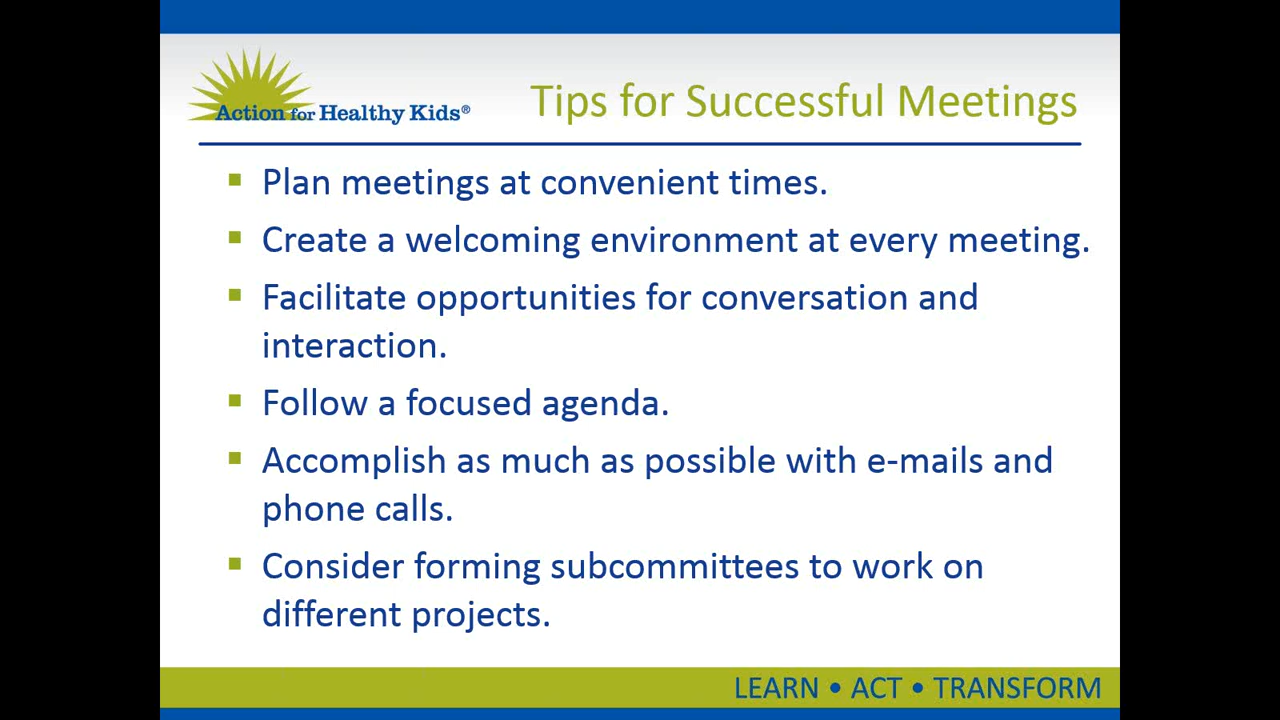 Action for Healthy Kids®
Tips for Successful Meetings
▪ Plan meetings at convenient times.
▪ Create a welcoming environment at every meeting.
▪ Facilitate opportunities for conversation and
interaction.
▪ Follow a focused agenda.
▪ Accomplish as much as possible with e-mails and
phone calls.
▪ Consider forming subcommittees to work on
different projects.
LEARN • ACT • TRANSFORM